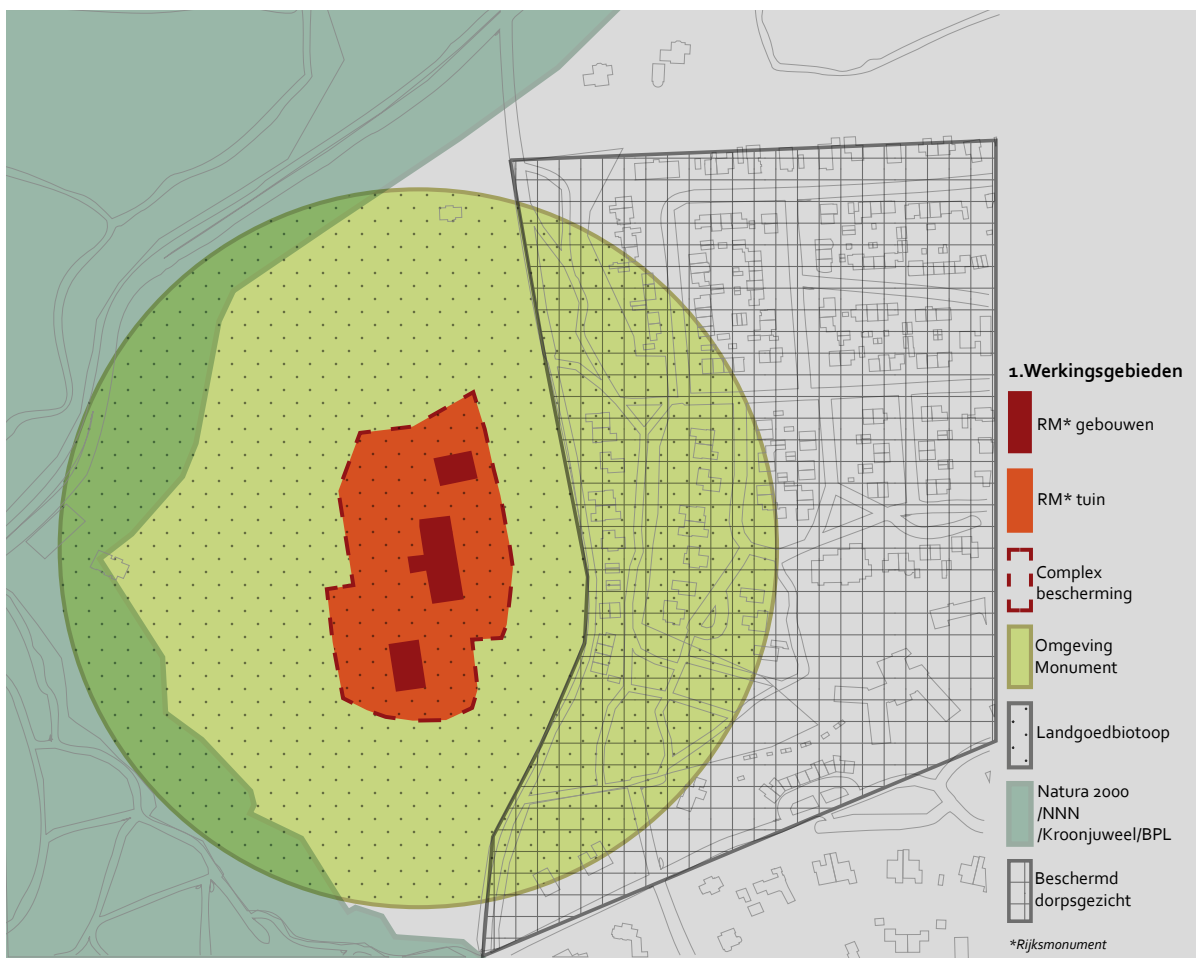 1.Werkingsgebieden
RM* gebouwen
RM* tuin
Complex
bescherming
Omgeving
Monument
Landgoedbiotoop
Natura 2000
/NNN
/Kroonjuweel/BPL
Beschermd
dorpsgezicht
*Rijksmonument